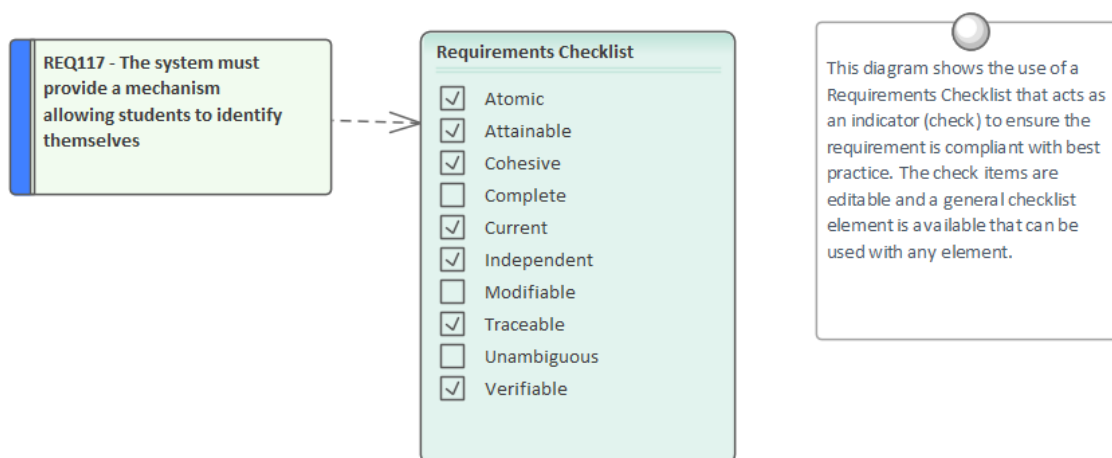 REQ117 - The system must
provide a mechanism
allowing students to identify
themselves
Requirements Checklist
Atomic
Attainable
Cohesive
Complete
Current
Independent
Modifiable
Traceable
Unambiguous
Verifiable
This diagram shows the use of a
Requirements Checklist that acts as
an indicator (check) to ensure the
requirement is compliant with best
practice. The check items are
editable and a general checklist
element is available that can be
used with any element.